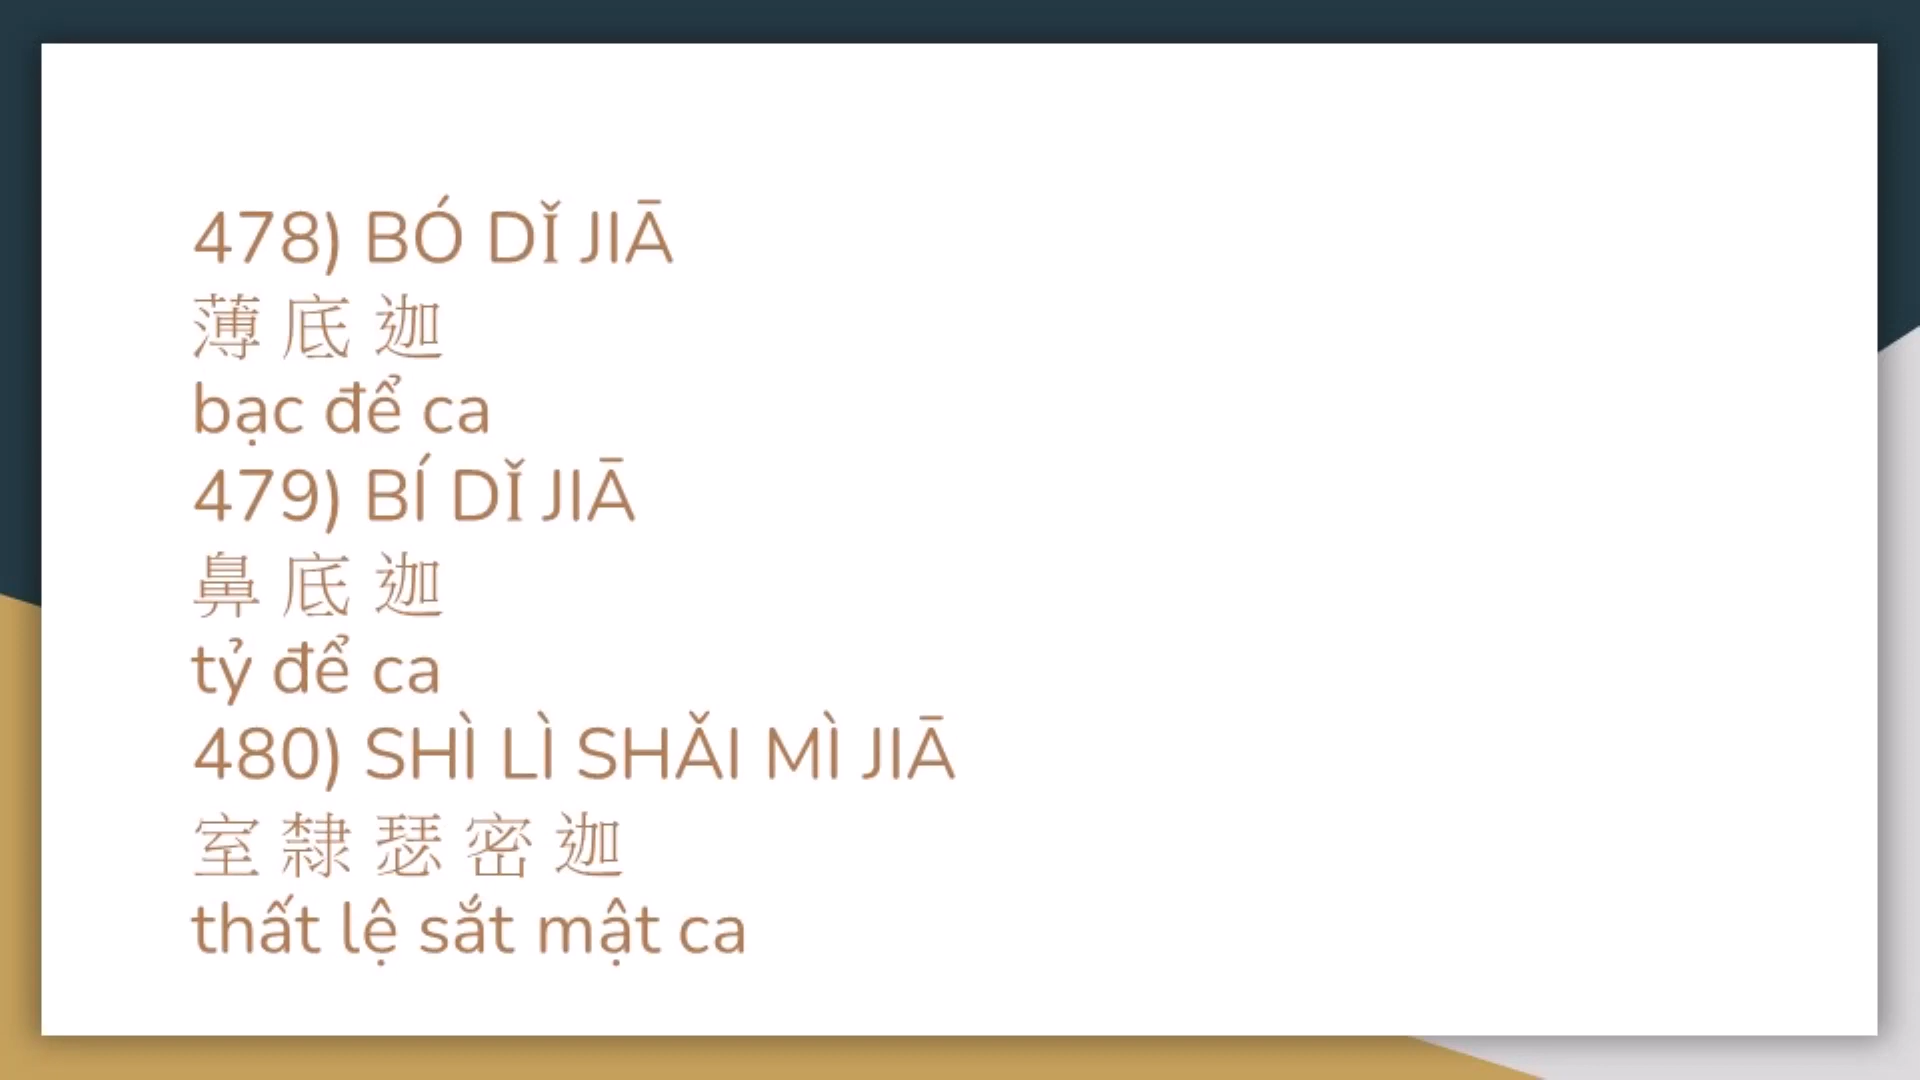 478) BÓ DǏ JIĀ
薄 底 迦
bạc để ca
479) BÍ DǏ JIĀ
鼻 底 迦
tỷ để ca
480) SHÌ LÌ SHǍI MÌ JIĀ
室 隸 瑟 密 迦
thất lệ sắt mật ca